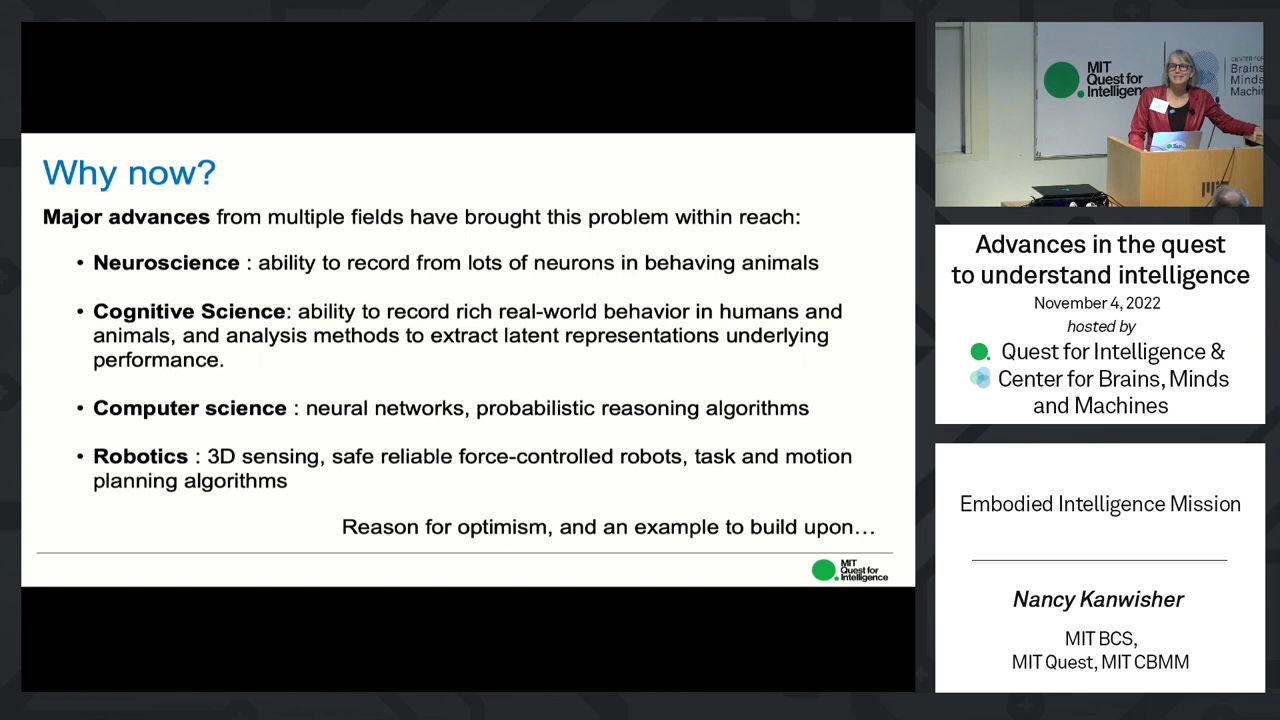 Why now?
Major advances from multiple fields have brought this problem within reach:
• Neuroscience : ability to record from lots of neurons in behaving animals
• Cognitive Science: ability to record rich real-world behavior in humans and
animals, and analysis methods to extract latent representations underlying
performance.
• Computer science : neural networks, probabilistic reasoning algorithms
• Robotics : 3D sensing, safe reliable force-controlled robots, task and motion
planning algorithms
Reason for optimism, and an example to build upon…
MIT
Quest for
Intelligence
MIT
Quest for
Intelligenc
CENTER FOR
Brains
Minds
Machin
MIT
Advances in the quest
to understand intelligence
November 4, 2022
hosted by
Quest for Intelligence &
Center for Brains, Minds
and Machines
Embodied Intelligence Mission
Nancy Kanwisher
MIT BCS,
MIT Quest, MIT CBMM